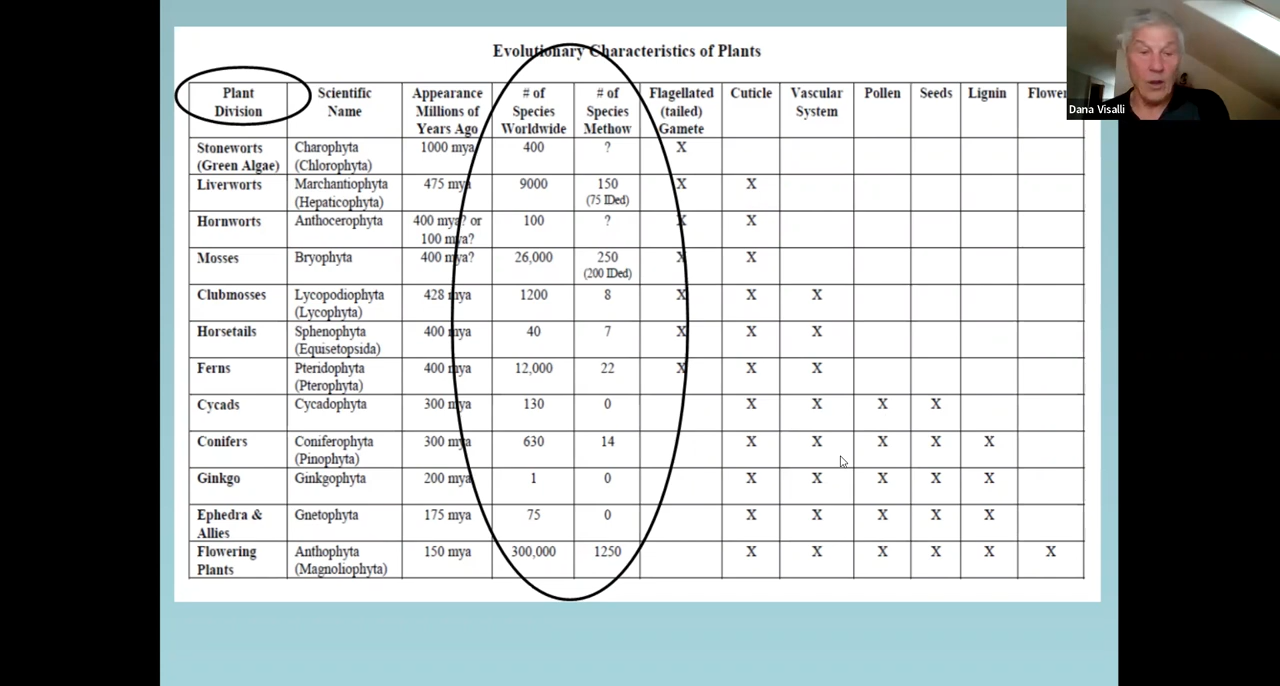 Evolutionary Characteristics of Plants
Plant Division Scientific Name Appearance Millions of Years Ago # of Species Worldwide # of Species Methow Flagellated (tailed) Gamete Cuticle Vascular System Pollen Seeds Lignin Flower
Stoneworts (Green Algae) Charophyta (Chlorophyta) 1000 mya 400 ? X
Liverworts Marchantiophyta (Hepaticophyta) 475 mya 9000 150 (75 IDed) X X
Hornworts Anthocerophyta 400 mya? or 100 mya? 100 ? X X
Mosses Bryophyta 400 mya? 26,000 250 (200 IDed) X X
Clubmosses Lycopodiophyta (Lycophyta) 428 mya 1200 8 X X X
Horsetails Sphenophyta (Equisetopsida) 400 mya 40 7 X X X
Ferns Pteridophyta (Pterophyta) 400 mya 12,000 22 X X X
Cycads Cycadophyta 300 mya 130 0 X X X X
Conifers Coniferophyta (Pinophyta) 300 mya 630 14 X X X X X
Ginkgo Ginkgophyta 200 mya 1 0 X X X X X
Ephedra & Allies Gnetophyta 175 mya 75 0 X X X X X
Flowering Plants Anthophyta (Magnoliophyta) 150 mya 300,000 1250 X X X X X X
Dana Visalli